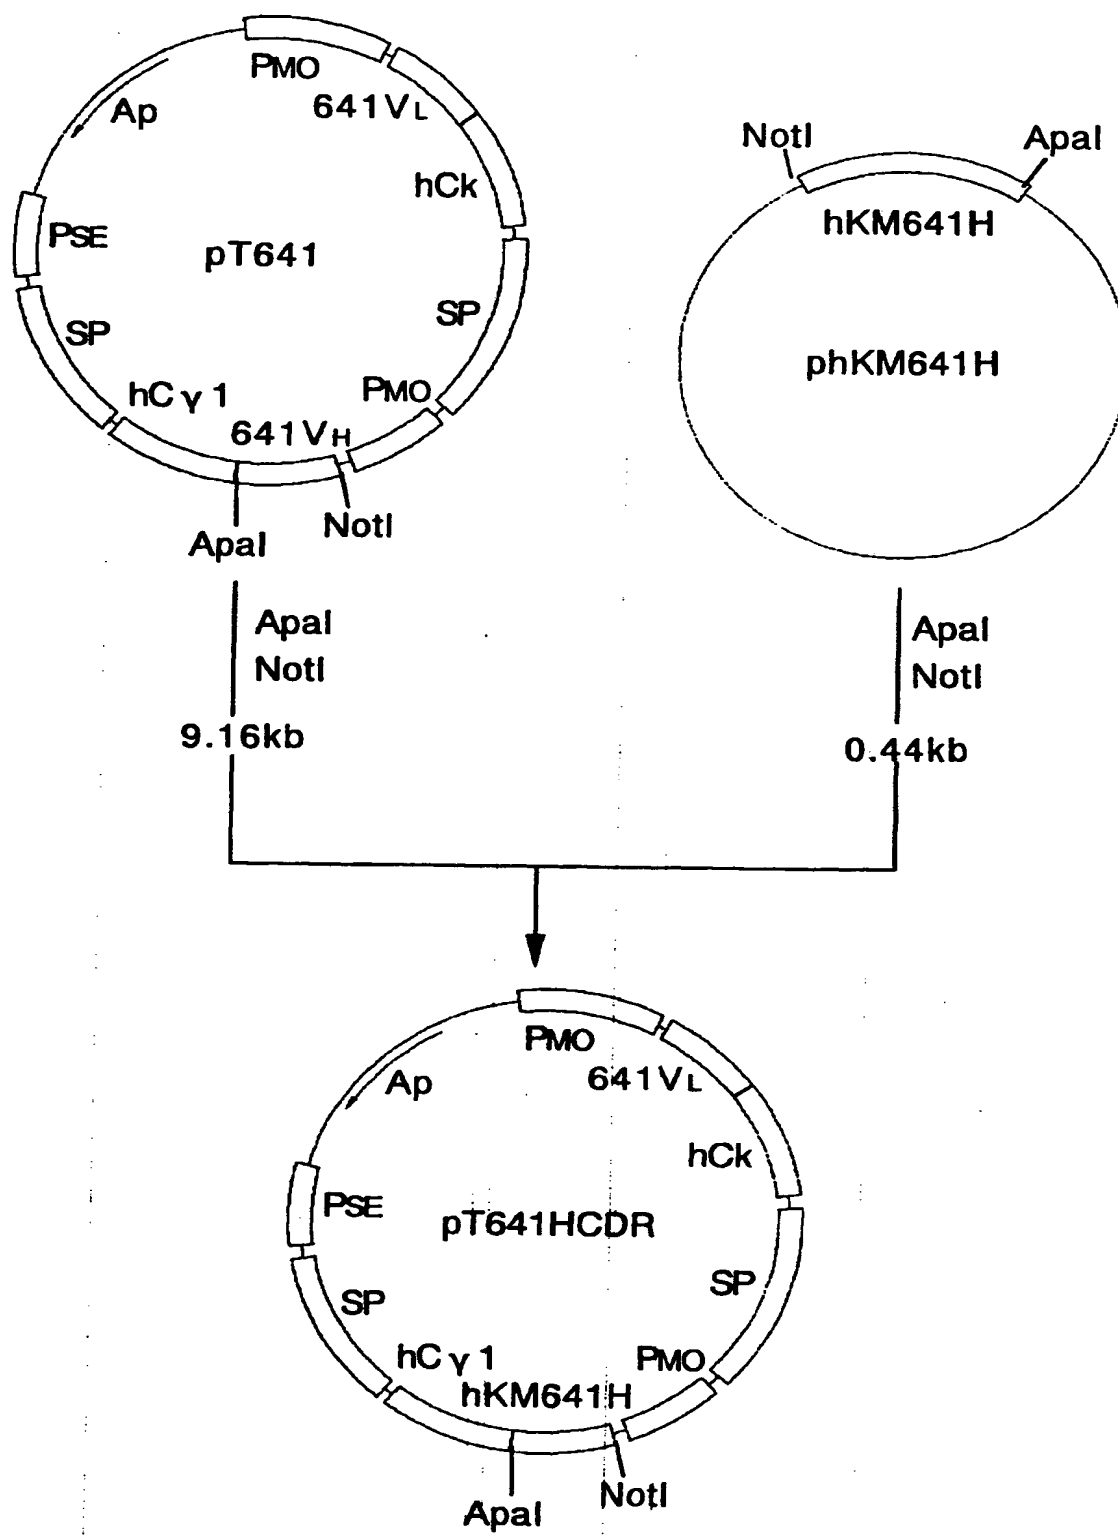 PMO
Ap
641VL
hCk
PSE
pT641
SP
SP
hCγ1
PMO
641VH
NotI
ApaI
NotI
ApaI
hKM641H
phKM641H
ApaI
NotI
9.16kb
ApaI
NotI
0.44kb
PMO
Ap
641VL
hCk
PSE
pT641HCDR
SP
SP
hCγ1
PMO
hKM641H
NotI
ApaI